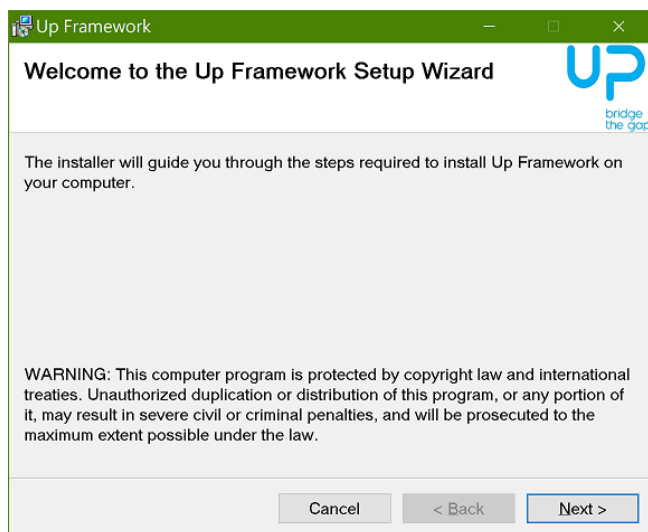 Up Framework
Welcome to the Up Framework Setup Wizard
UP
bridge
the gap
The installer will guide you through the steps required to install Up Framework on
your computer.
WARNING: This computer program is protected by copyright law and international
treaties. Unauthorized duplication or distribution of this program, or any portion of
it, may result in severe civil or criminal penalties, and will be prosecuted to the
maximum extent possible under the law.
Cancel
< Back
Next >